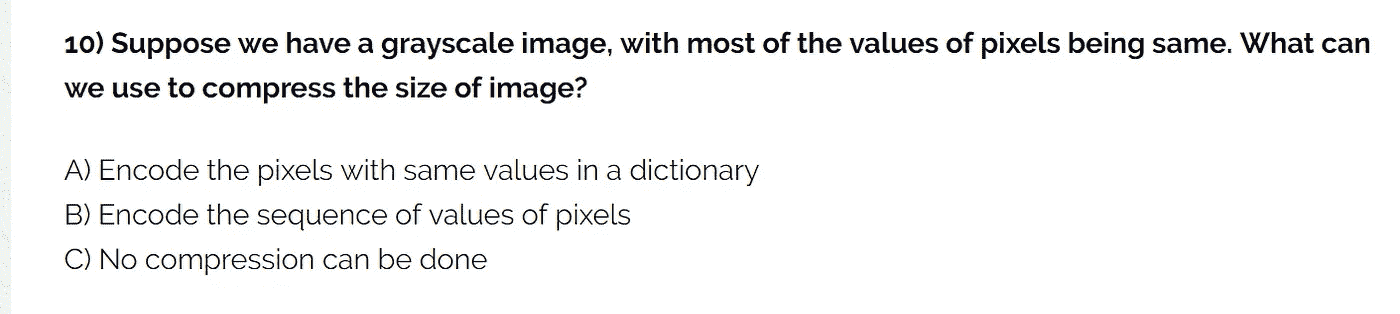 10) Suppose we have a grayscale image, with most of the values of pixels being same. What can
we use to compress the size of image?
A) Encode the pixels with same values in a dictionary
B) Encode the sequence of values of pixels
C) No compression can be done